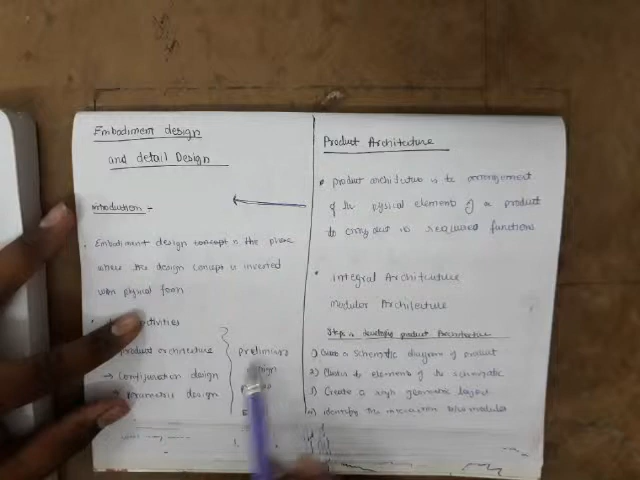 Embodiment design
and detail Design
introduction -
Embodiment design concept is the phase
where the design concept is invested
with physical form
product architecture
→ Configuration design
→ Parametric design
preliminary
Product Architecture
product architecture is the arrangement
of the physical elements of a product
to carry out its required functions
integral Architecture
modular Architecture
Steps in developing product Architecture
1) Create a schematic diagram of product
2) Cluster the elements of the schematic
3) Create a rough geometric layout
4) identify the interaction b/w modules